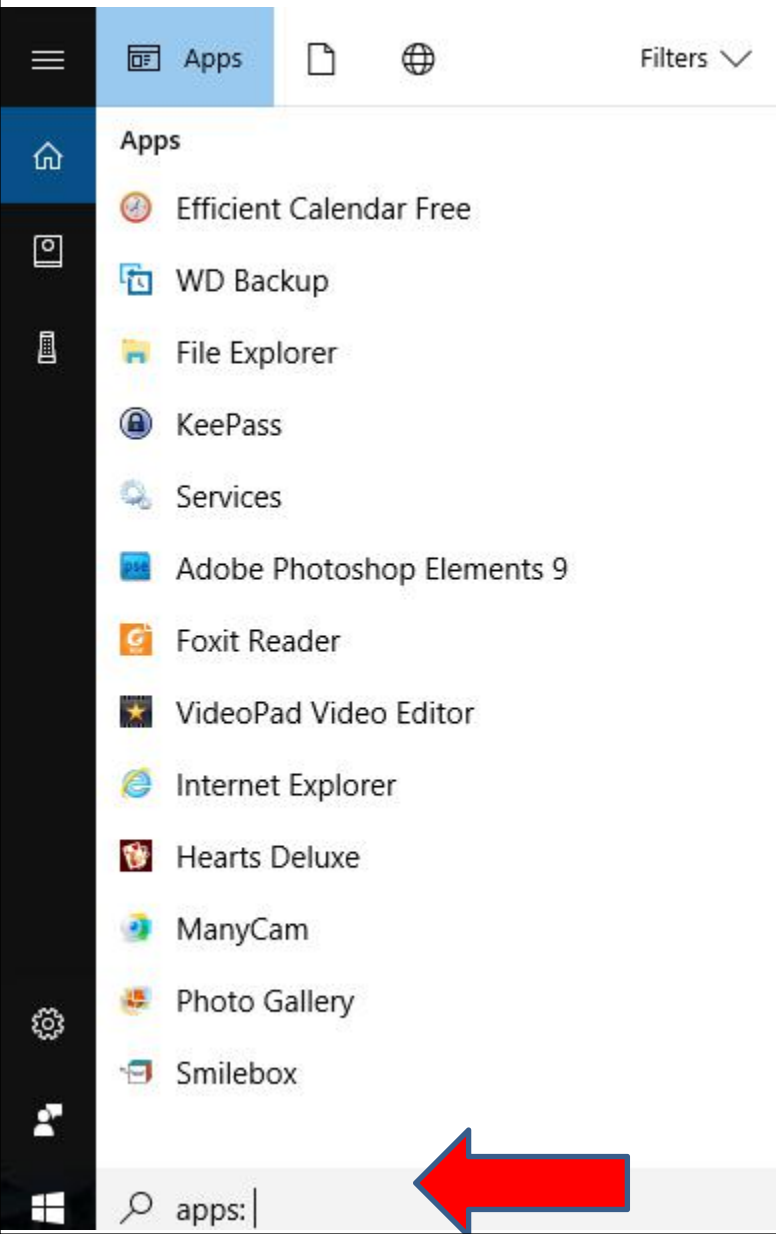 Apps Filters
Apps
Efficient Calendar Free
WD Backup
File Explorer
KeePass
Services
pse Adobe Photoshop Elements 9
Foxit Reader
VideoPad Video Editor
Internet Explorer
Hearts Deluxe
ManyCam
Photo Gallery
Smilebox
apps: